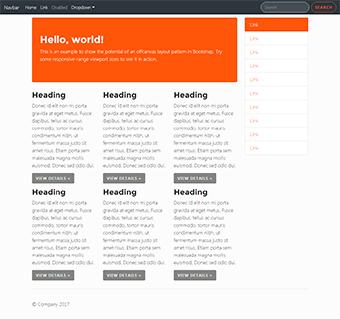 Navbar Home Link Disabled Dropdown Search SEARCH
Hello, world!
This is an example to show the potential of an offcanvas layout pattern in Bootstrap. Try
some responsive-range viewport sizes to see it in action.
Link
Link
Link
Link
Link
Link
Link
Link
Link
Link
Heading Heading Heading
Donec id elit non mi porta Donec id elit non mi porta Donec id elit non mi porta
gravida at eget metus. Fusce gravida at eget metus. Fusce gravida at eget metus. Fusce
dapibus, tellus ac cursus dapibus, tellus ac cursus dapibus, tellus ac cursus
commodo, tortor mauris commodo, tortor mauris commodo, tortor mauris
condimentum nibh, ut condimentum nibh, ut condimentum nibh, ut
fermentum massa justo sit fermentum massa justo sit fermentum massa justo sit
amet risus. Etiam porta sem amet risus. Etiam porta sem amet risus. Etiam porta sem
malesuada magna mollis malesuada magna mollis malesuada magna mollis
euismod. Donec sed odio dui. euismod. Donec sed odio dui. euismod. Donec sed odio dui.
VIEW DETAILS » VIEW DETAILS » VIEW DETAILS »
Heading Heading Heading
Donec id elit non mi porta Donec id elit non mi porta Donec id elit non mi porta
gravida at eget metus. Fusce gravida at eget metus. Fusce gravida at eget metus. Fusce
dapibus, tellus ac cursus dapibus, tellus ac cursus dapibus, tellus ac cursus
commodo, tortor mauris commodo, tortor mauris commodo, tortor mauris
condimentum nibh, ut condimentum nibh, ut condimentum nibh, ut
fermentum massa justo sit fermentum massa justo sit fermentum massa justo sit
amet risus. Etiam porta sem amet risus. Etiam porta sem amet risus. Etiam porta sem
malesuada magna mollis malesuada magna mollis malesuada magna mollis
euismod. Donec sed odio dui. euismod. Donec sed odio dui. euismod. Donec sed odio dui.
VIEW DETAILS » VIEW DETAILS » VIEW DETAILS »
© Company 2017